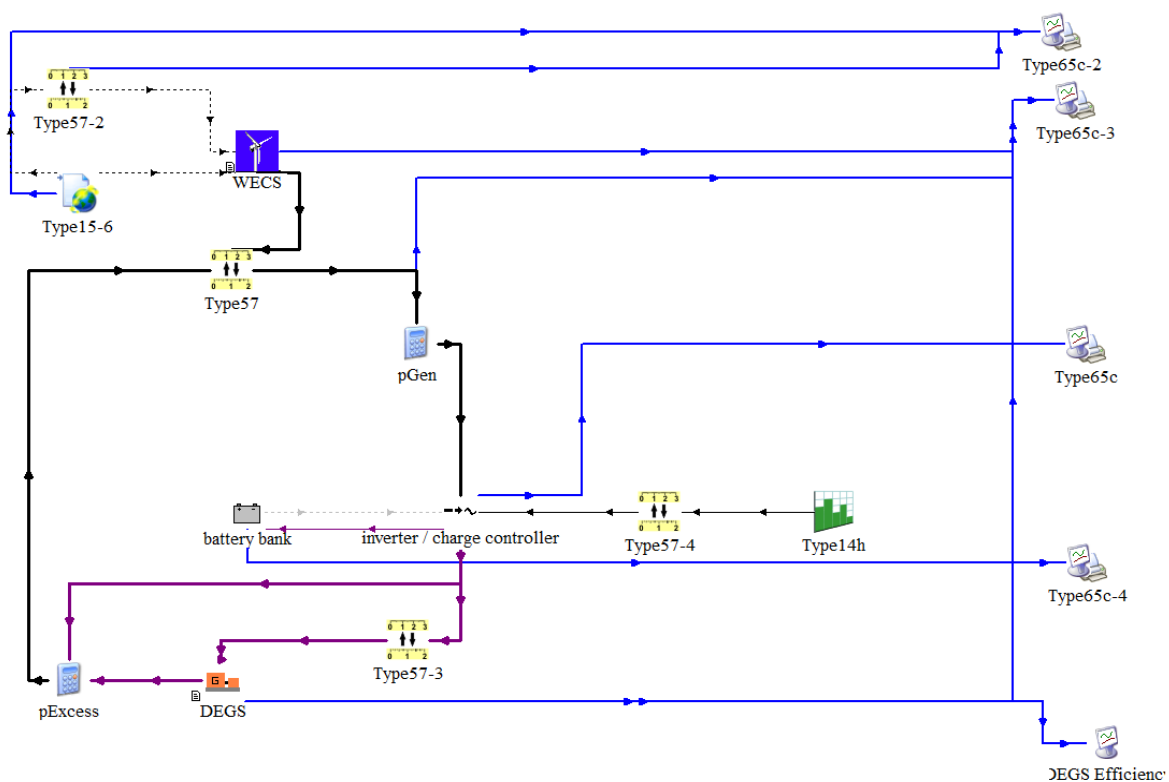 Type65c-2
Type57-2
Type65c-3
WECS
Type15-6
Type57
pGen
Type65c
battery bank
inverter / charge controller
Type57-4
Type14h
Type65c-4
Type57-3
pExcess
DEGS
DEGS Efficiency